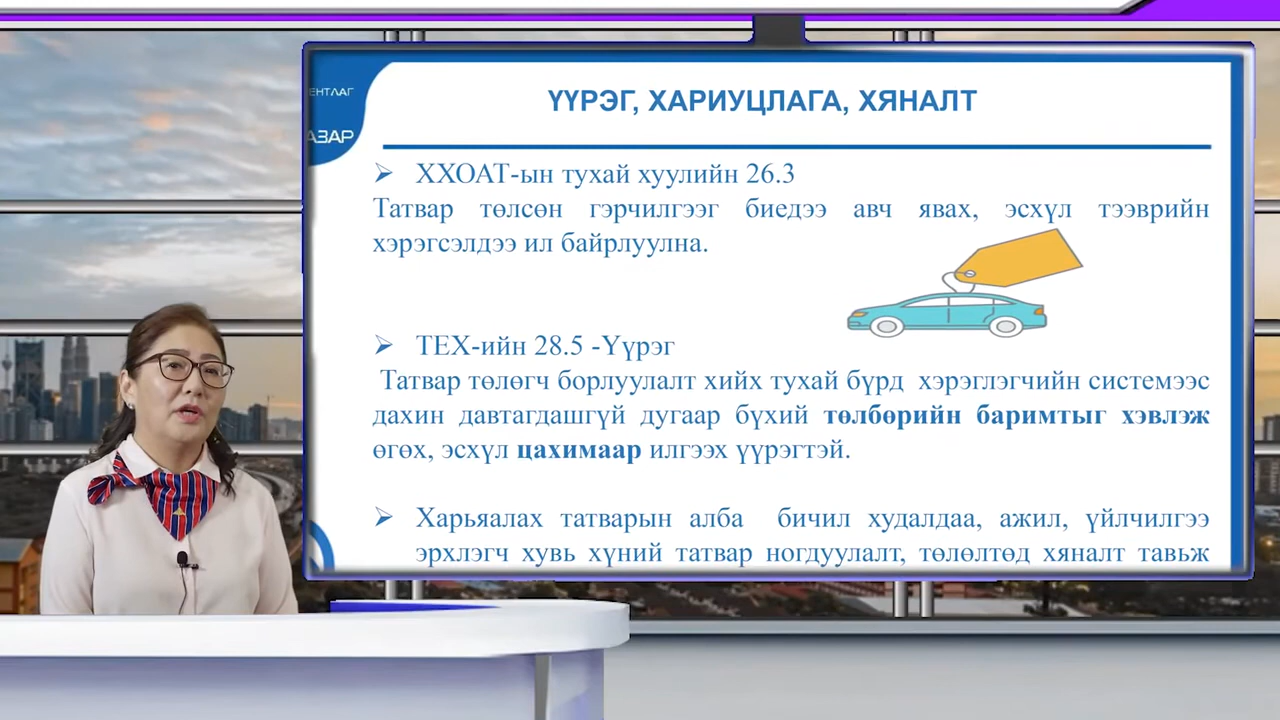 ЕНТЛАГ
АЗАР
ҮҮРЭГ, ХАРИУЦЛАГА, ХЯНАЛТ
ХХОАТ-ын тухай хуулийн 26.3
Татвар төлсөн гэрчилгээг биедээ авч явах, эсхүл тээврийн
хэрэгсэлдээ ил байрлуулна.
ТЕХ-ийн 28.5 -Үүрэг
Татвар төлөгч борлуулалт хийх тухай бүрд хэрэглэгчийн системээс
дахин давтагдашгүй дугаар бүхий төлбөрийн баримтыг хэвлэж
өгөх, эсхүл цахимаар илгээх үүрэгтэй.
Харьяалах татварын алба бичил худалдаа, ажил, үйлчилгээ
эрхлэгч хувь хүний татвар ногдуулалт, төлөлтөд хяналт тавьж